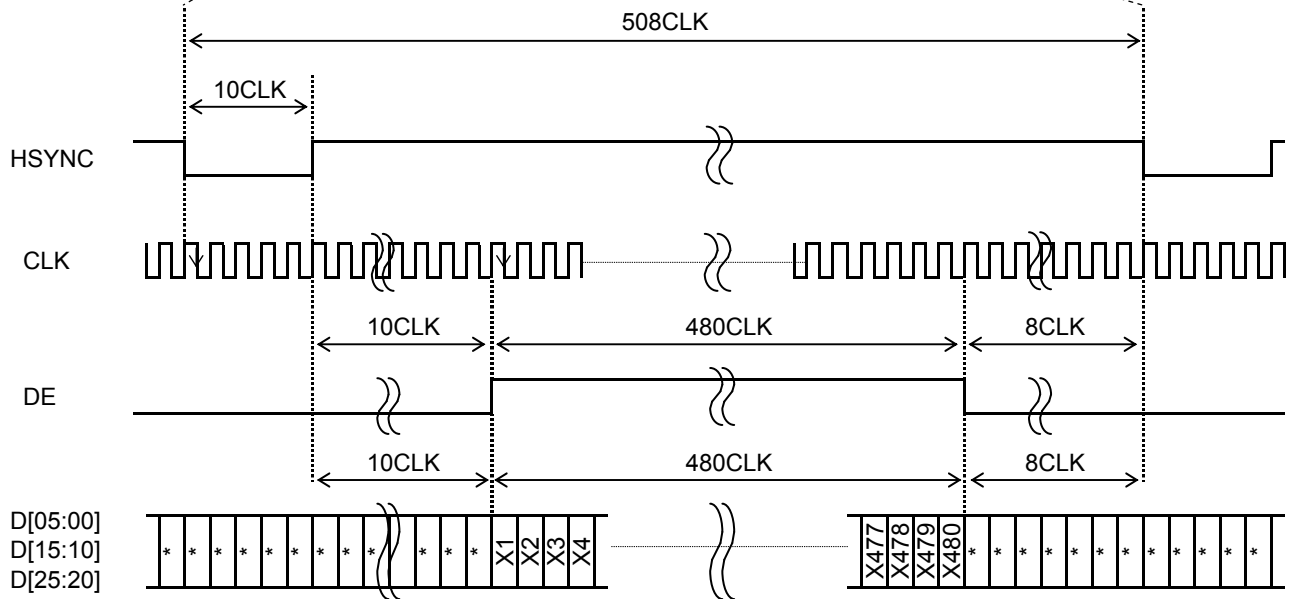 508CLK
10CLK
HSYNC
CLK
10CLK 480CLK 8CLK
DE
10CLK 480CLK 8CLK
D[05:00]
D[15:10]
D[25:20]
* * * * * * * * * * * * * X1 X2 X3 X4 X477 X478 X479 X480 * * * * * * * * * * * *